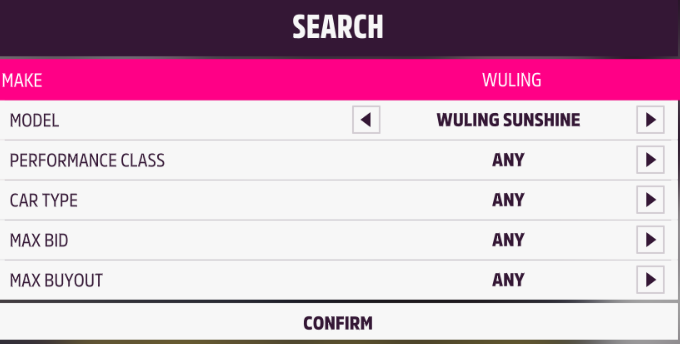 SEARCH
MAKE WULING
MODEL WULING SUNSHINE
PERFORMANCE CLASS ANY
CAR TYPE ANY
MAX BID ANY
MAX BUYOUT ANY
CONFIRM